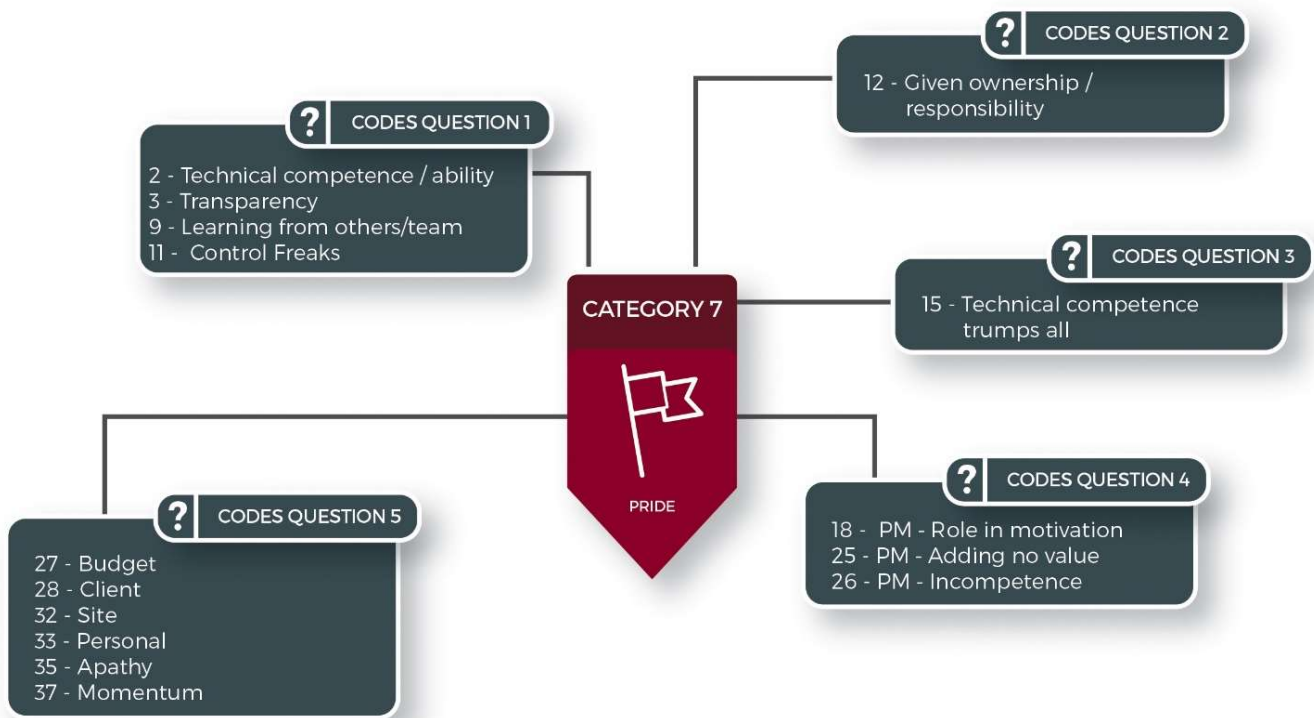 ? CODES QUESTION 1
2 - Technical competence / ability
3 - Transparency
9 - Learning from others/team
11 - Control Freaks
? CODES QUESTION 2
12 - Given ownership /
responsibility
? CODES QUESTION 3
15 - Technical competence
trumps all
CATEGORY 7
PRIDE
? CODES QUESTION 4
18 - PM - Role in motivation
25 - PM - Adding no value
26 - PM - Incompetence
? CODES QUESTION 5
27 - Budget
28 - Client
32 - Site
33 - Personal
35 - Apathy
37 - Momentum